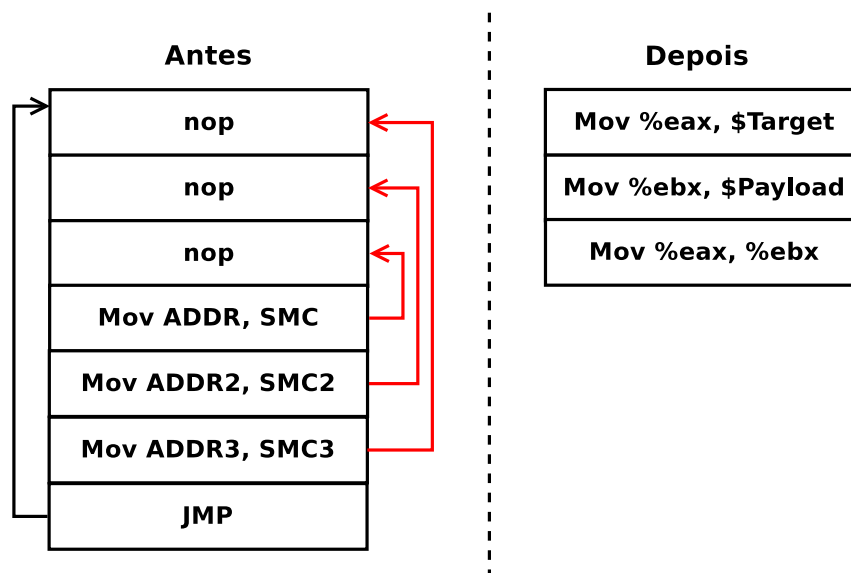 Antes
nop
nop
nop
Mov ADDR, SMC
Mov ADDR2, SMC2
Mov ADDR3, SMC3
JMP
Depois
Mov %eax, $Target
Mov %ebx, $Payload
Mov %eax, %ebx